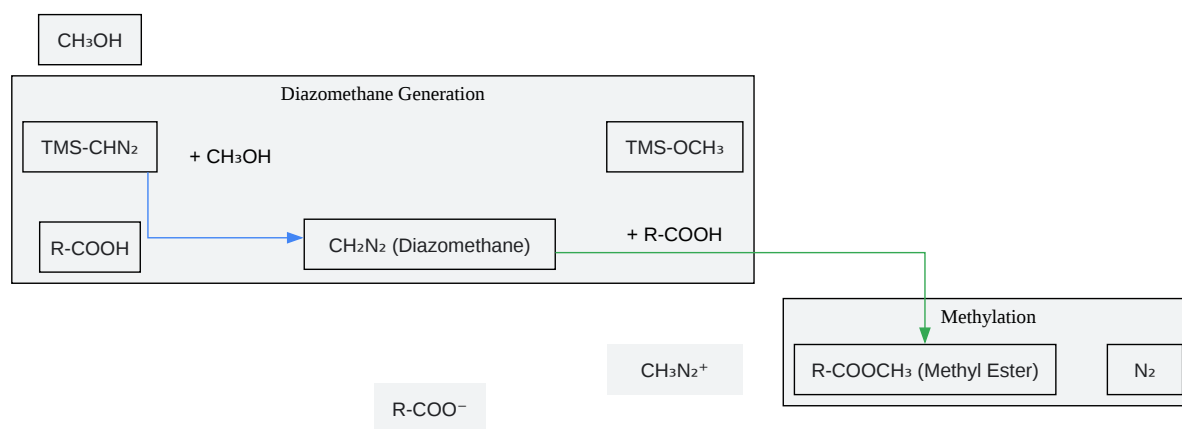 CH₃OH
Diazomethane Generation
TMS-CHN₂
+ CH₃OH
TMS-OCH₃
R-COOH
CH₂N₂ (Diazomethane)
+ R-COOH
Methylation
CH₃N₂⁺
R-COOCH₃ (Methyl Ester)
N₂
R-COO⁻